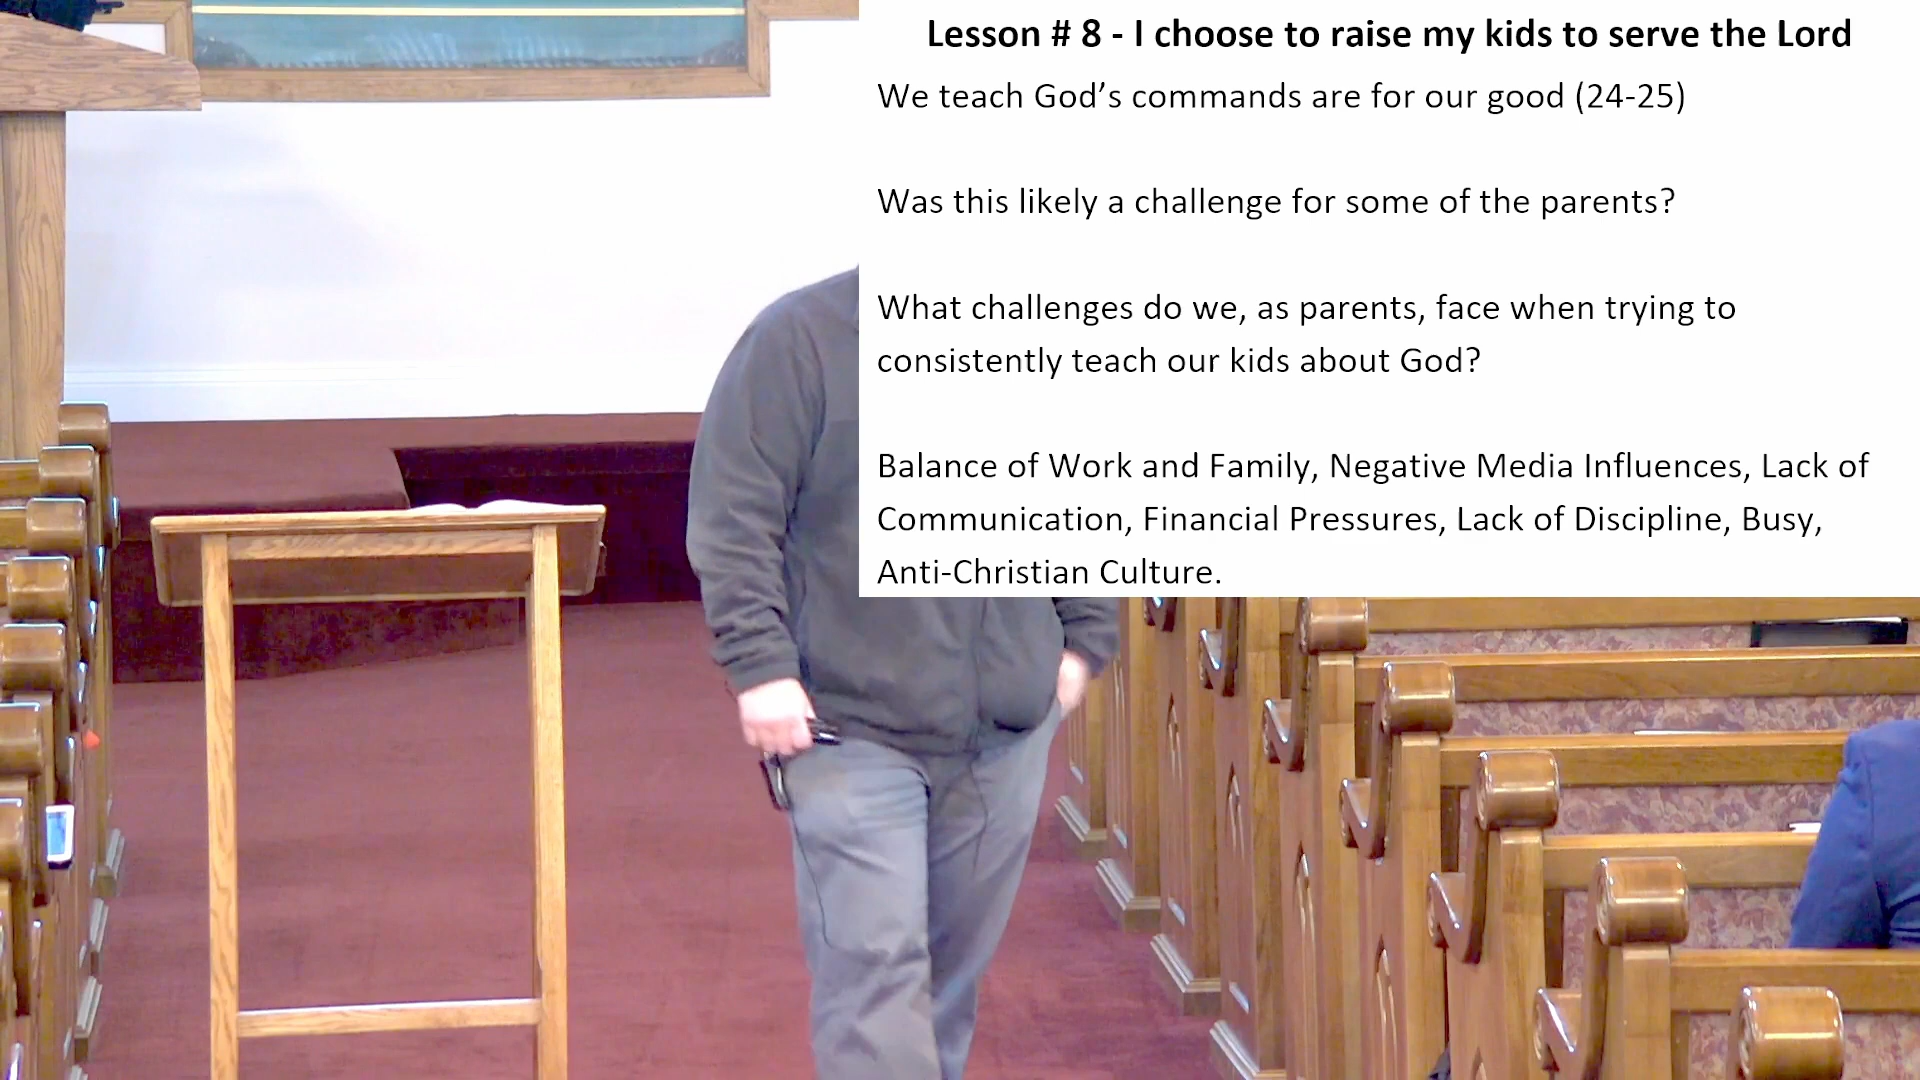 Lesson # 8 - I choose to raise my kids to serve the Lord
We teach God’s commands are for our good (24-25)
Was this likely a challenge for some of the parents?
What challenges do we, as parents, face when trying to
consistently teach our kids about God?
Balance of Work and Family, Negative Media Influences, Lack of
Communication, Financial Pressures, Lack of Discipline, Busy,
Anti-Christian Culture.